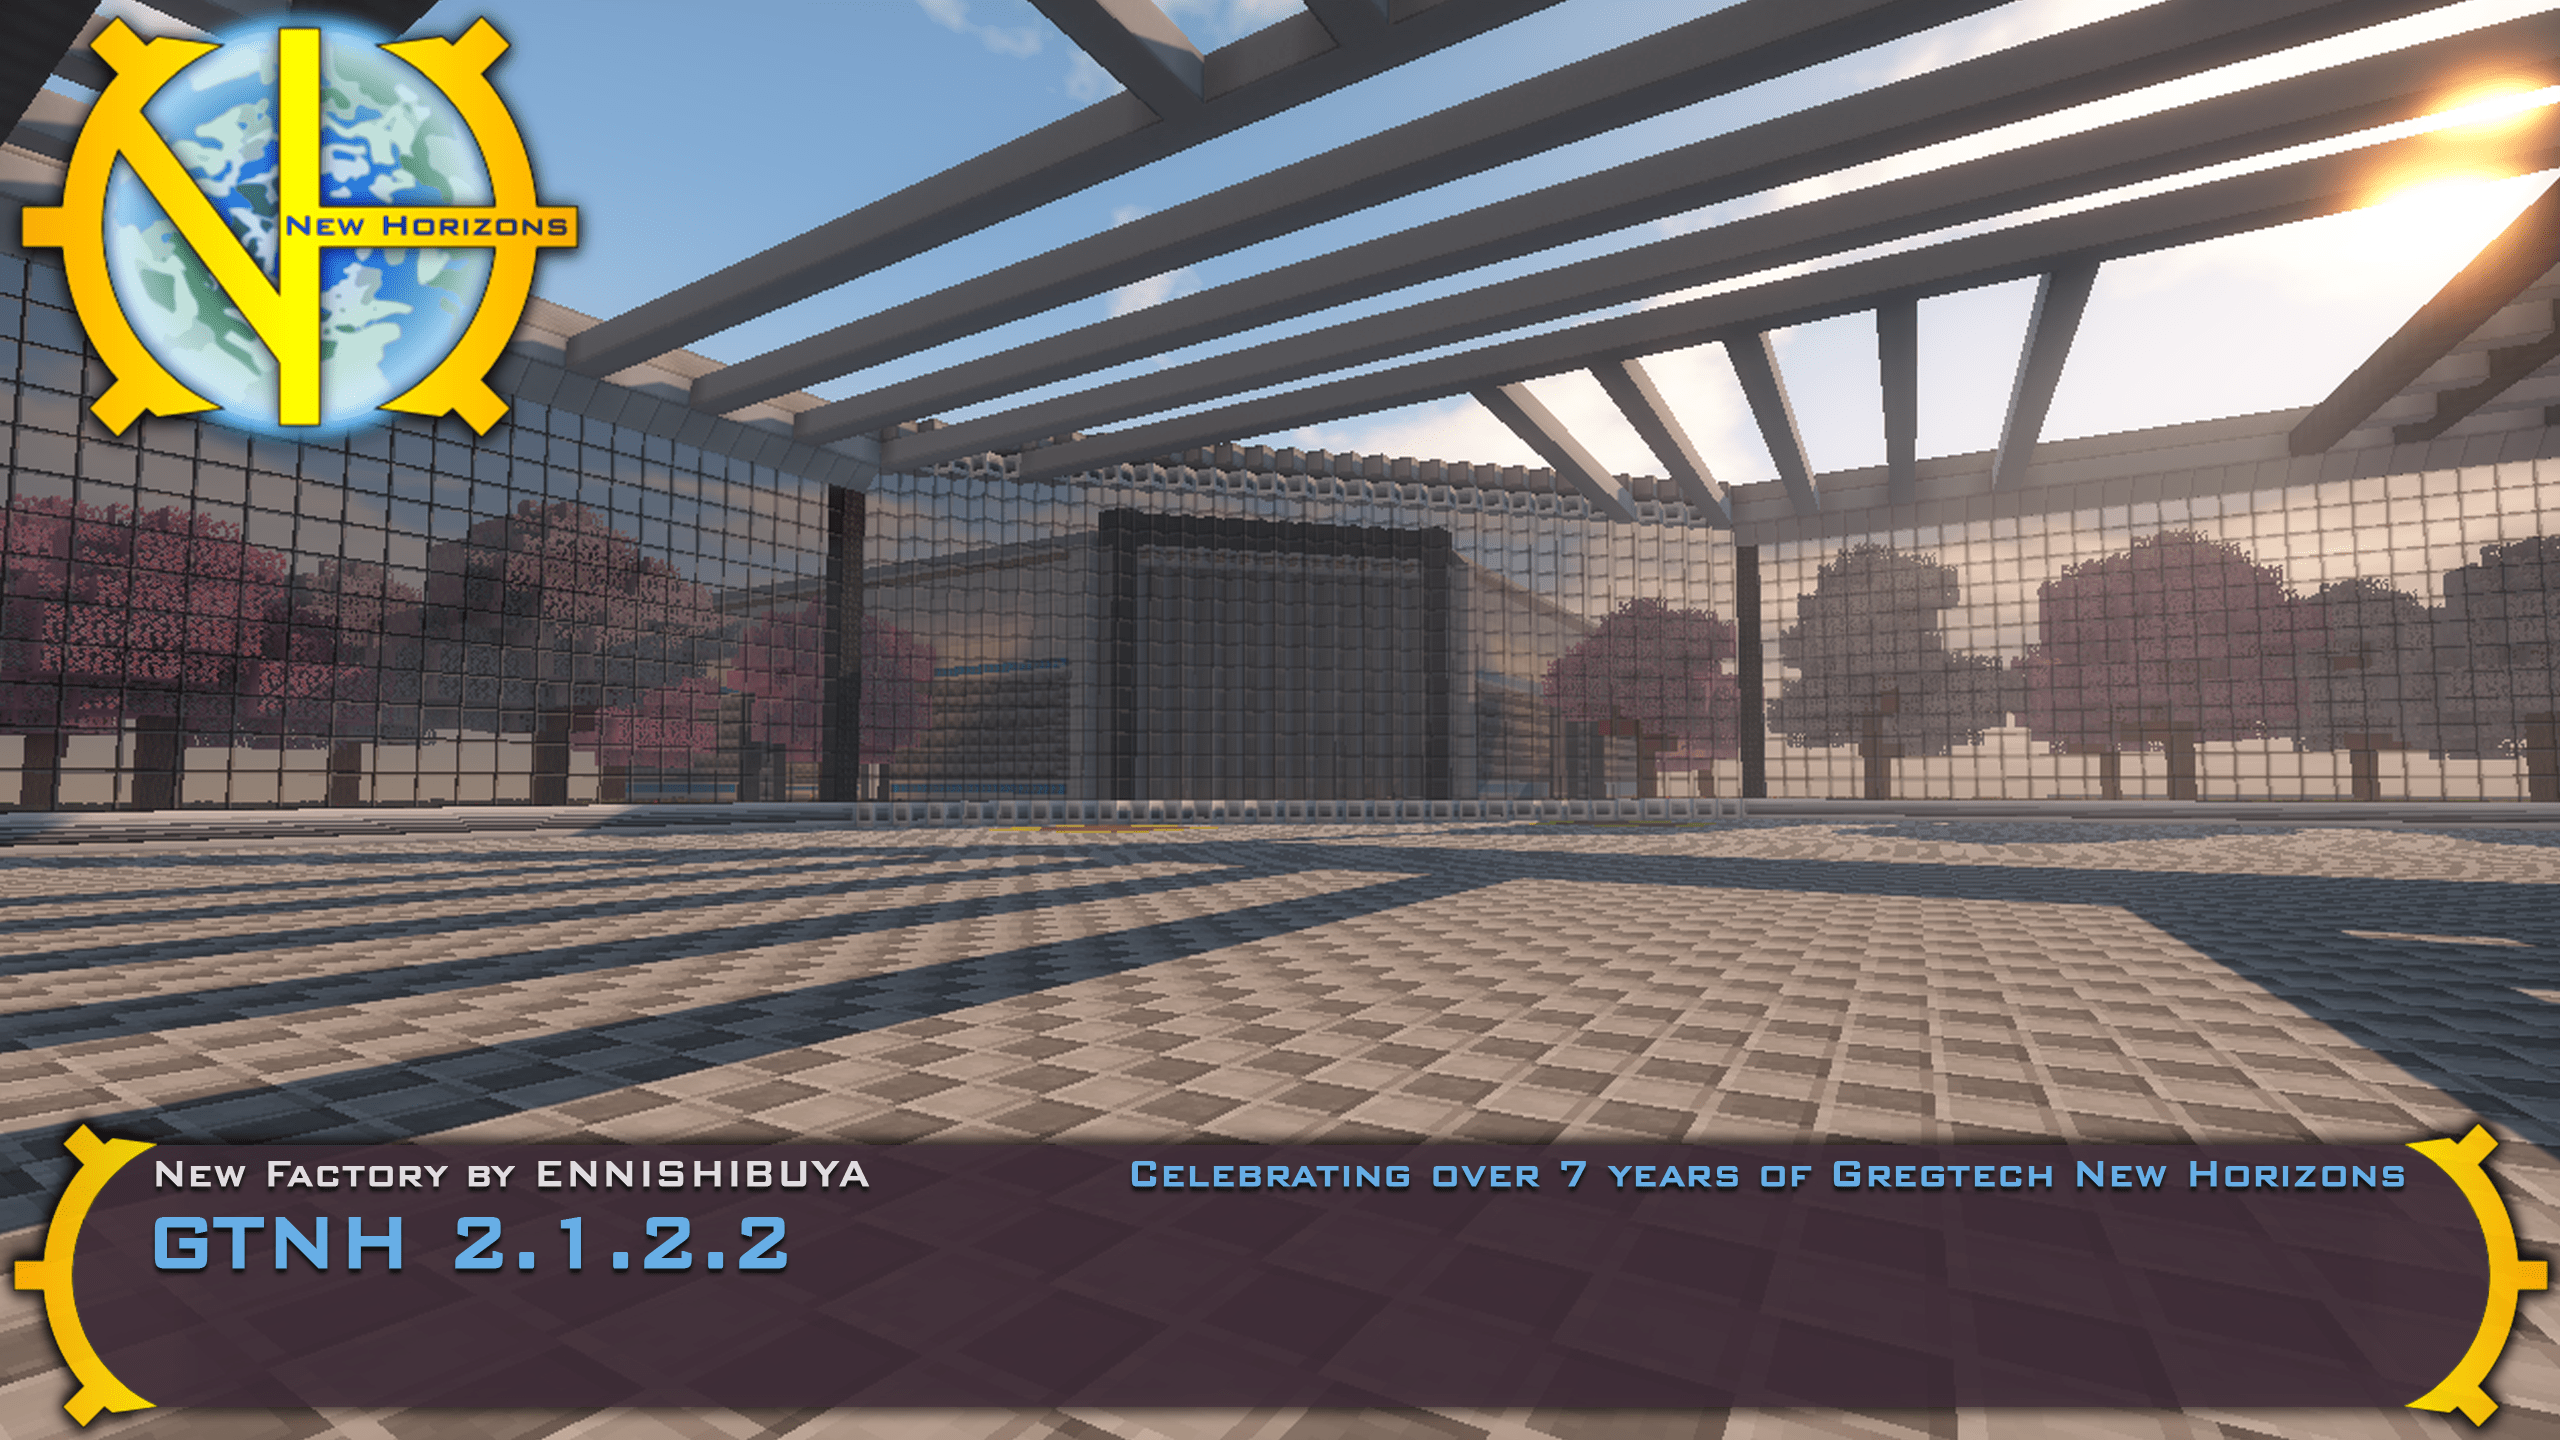 New Horizons
New Factory by ENNISHIBUYA
Celebrating over 7 years of Gregtech New Horizons
GTNH 2.1.2.2